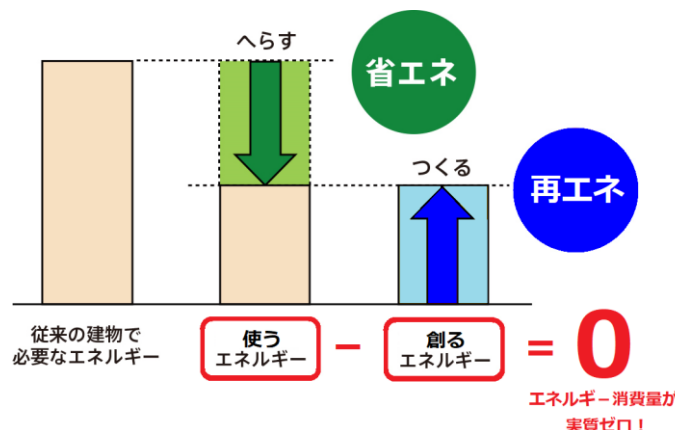 へらす
省エネ
つくる
再エネ
従来の建物で
必要なエネルギー
使う
エネルギー
−
創る
エネルギー
=
0
エネルギー消費量が
実質ゼロ！